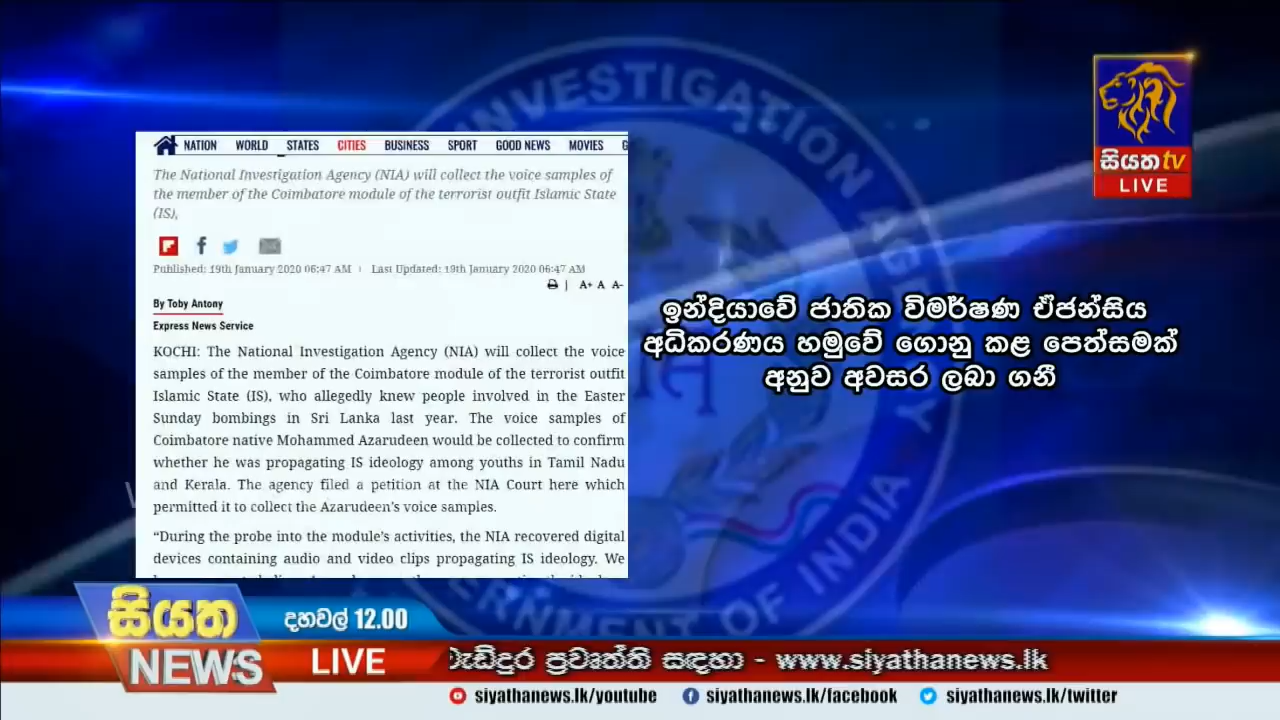 INVESTIGATION AGENCY
GOVERNMENT OF INDIA
සියත tv
LIVE
NATION WORLD STATES CITIES BUSINESS SPORT GOOD NEWS MOVIES
The National Investigation Agency (NIA) will collect the voice samples of
the member of the Coimbatore module of the terrorist outfit Islamic State
(IS),
Published: 19th January 2020 06:47 AM | Last Updated: 19th January 2020 06:47 AM
| A+ A A-
By Toby Antony
Express News Service
KOCHI: The National Investigation Agency (NIA) will collect the voice
samples of the member of the Coimbatore module of the terrorist outfit
Islamic State (IS), who allegedly knew people involved in the Easter
Sunday bombings in Sri Lanka last year. The voice samples of
Coimbatore native Mohammed Azarudeen would be collected to confirm
whether he was propagating IS ideology among youths in Tamil Nadu
and Kerala. The agency filed a petition at the NIA Court here which
permitted it to collect the Azarudeen's voice samples.
“During the probe into the module's activities, the NIA recovered digital
devices containing audio and video clips propagating IS ideology. We
ඉන්දියාවේ ජාතික විමර්ෂණ ඒජන්සිය
අධිකරණය හමුවේ ගොනු කළ පෙත්සමක්
අනුව අවසර ලබා ගනී
සියත
NEWS
දහවල් 12.00
LIVE
වැඩිදුර ප්‍රවෘත්ති සඳහා - www.siyathanews.lk
siyathanews.lk/youtube siyathanews.lk/facebook siyathanews.lk/twitter